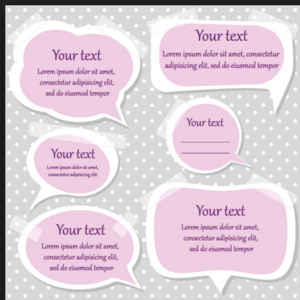 Your text
Lorem ipsum dolor sit amet,
consectetur adipisicing elit,
sed do eiusmod tempor
Your text
Lorem ipsum dolor sit amet, consectetur
adipisicing elit, sed do eiusmod tempor
Your text
Your text
Lorem ipsum dolor sit amet,
consectetur adipisicing elit
Your text
Lorem ipsum dolor sit amet,
consectetur adipisicing elit,
sed do eiusmod tempor
Your text
Lorem ipsum dolor sit amet,
consectetur adipisicing elit, sed do
eiusmod tempor